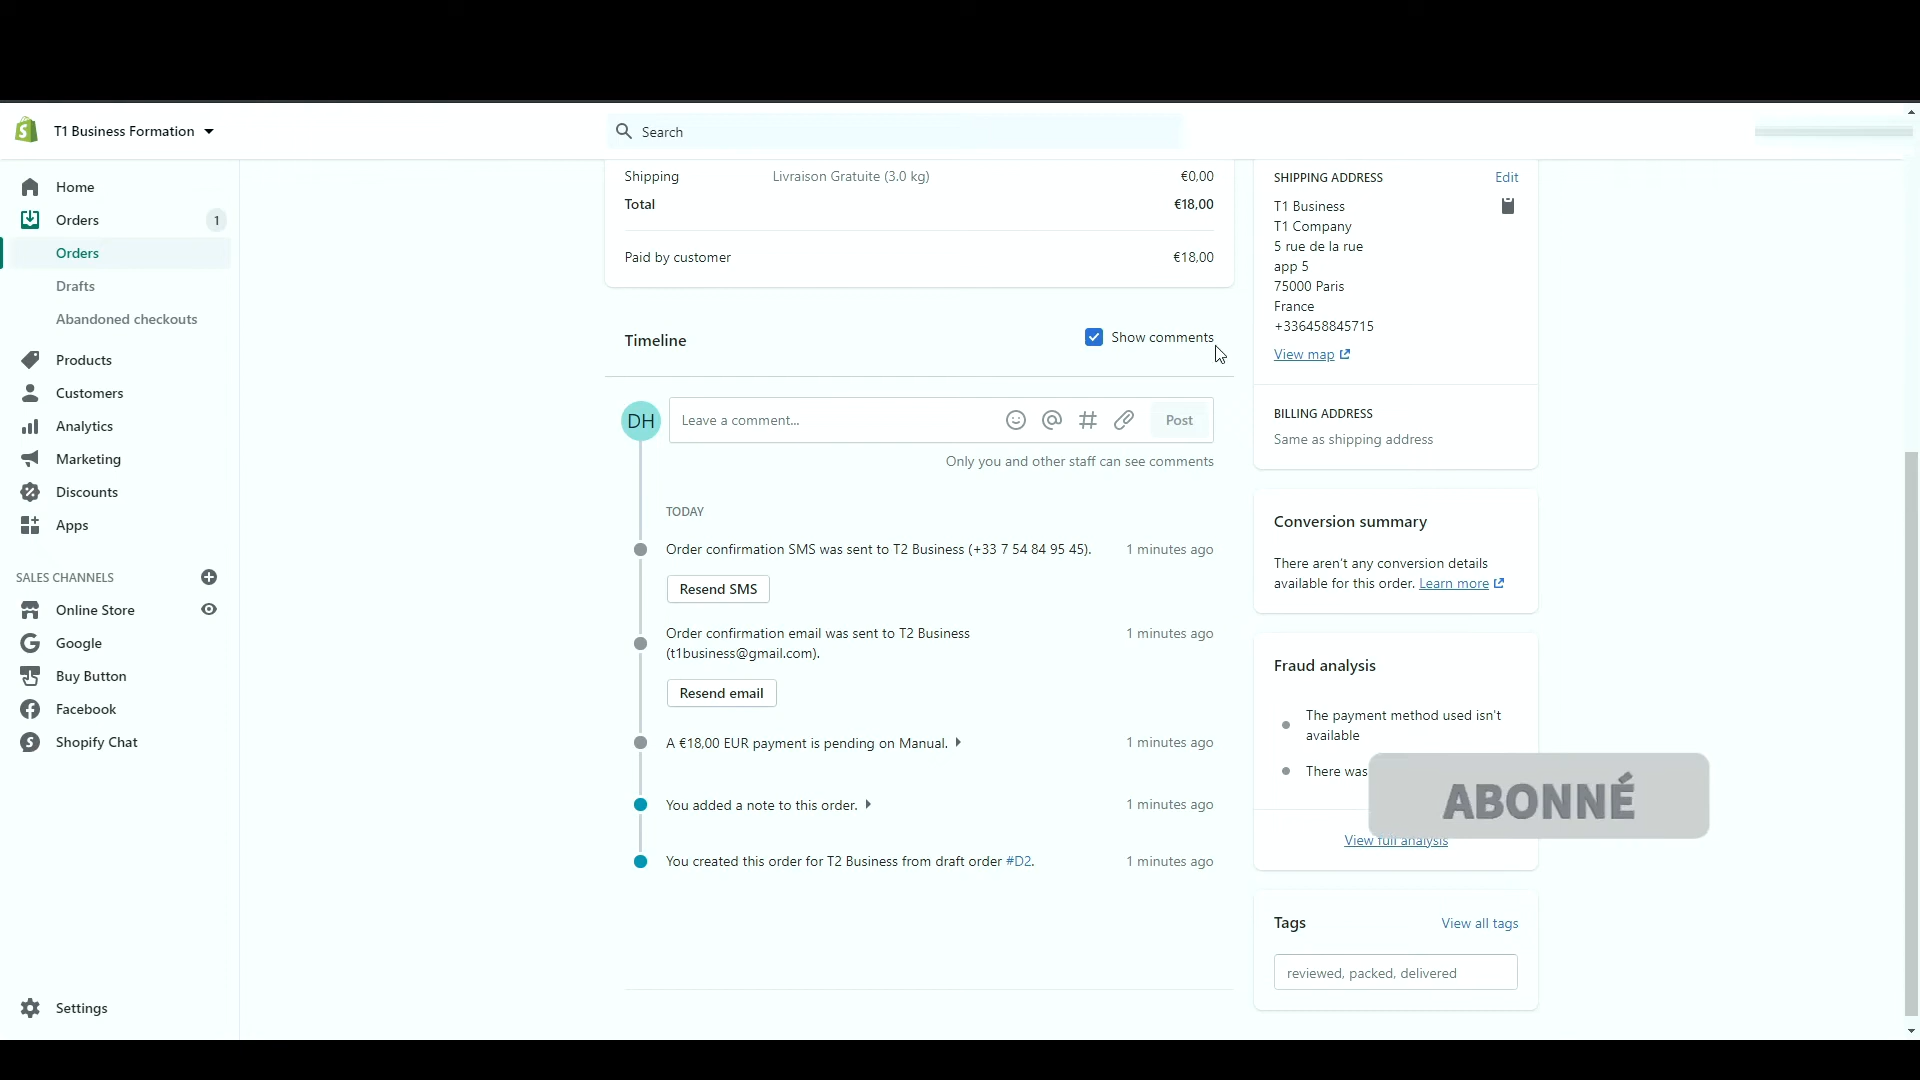 T1 Business Formation
Search
Home
Orders
1
Orders
Drafts
Abandoned checkouts
Products
Customers
Analytics
Marketing
Discounts
Apps
SALES CHANNELS
Online Store
Google
Buy Button
Facebook
Shopify Chat
Settings
Shipping Livraison Gratuite (3.0 kg) €0,00
Total €18,00
Paid by customer €18,00
Timeline
Show comments
DH
Leave a comment...
Post
Only you and other staff can see comments
TODAY
Order confirmation SMS was sent to T2 Business (+33 7 54 84 95 45). 1 minutes ago
Resend SMS
Order confirmation email was sent to T2 Business 1 minutes ago
(t1business@gmail.com).
Resend email
A €18,00 EUR payment is pending on Manual. 1 minutes ago
You added a note to this order. 1 minutes ago
You created this order for T2 Business from draft order #D2. 1 minutes ago
SHIPPING ADDRESS Edit
T1 Business
T1 Company
5 rue de la rue
app 5
75000 Paris
France
+336458845715
View map
BILLING ADDRESS
Same as shipping address
Conversion summary
There aren't any conversion details
available for this order. Learn more
Fraud analysis
The payment method used isn't
available
There was
ABONNÉ
View full analysis
Tags View all tags
reviewed, packed, delivered